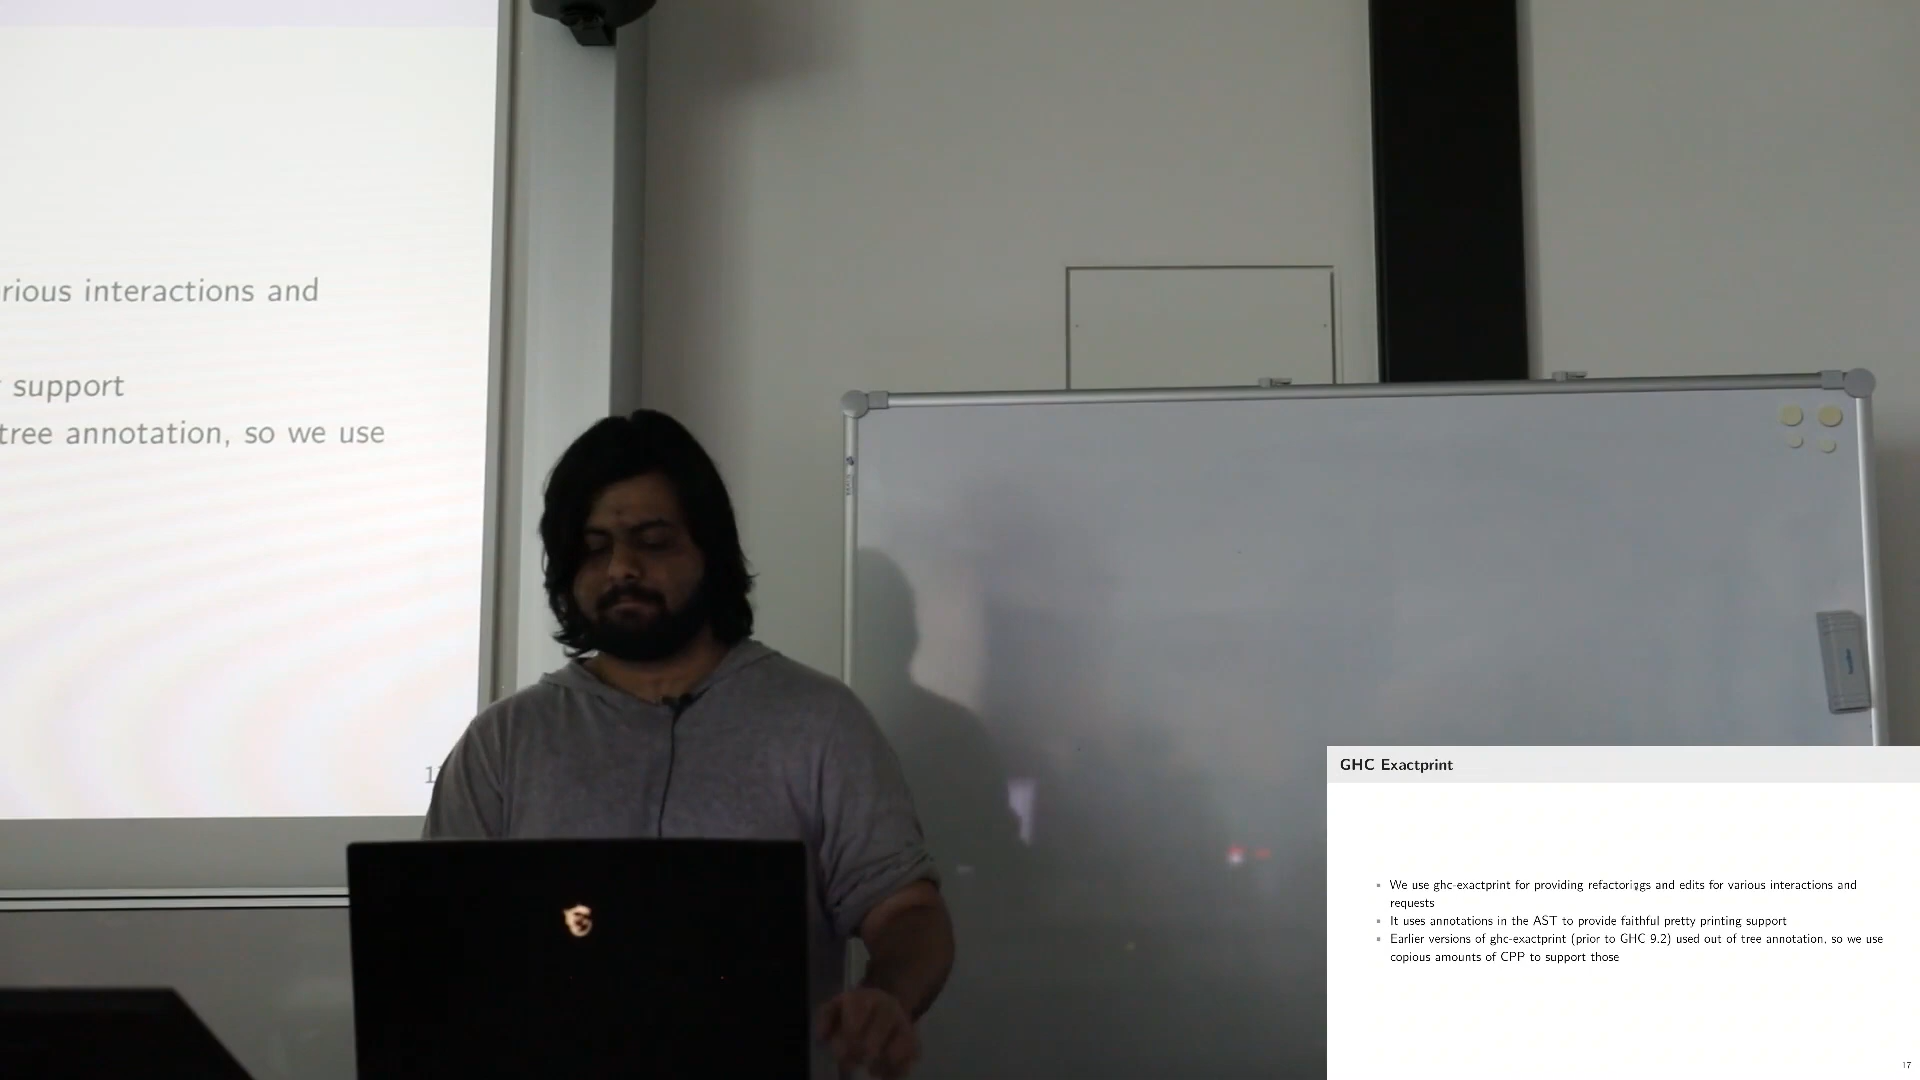 rious interactions and
support
tree annotation, so we use
1
GHC Exactprint
We use ghc-exactprint for providing refactorigs and edits for various interactions and
requests
It uses annotations in the AST to provide faithful pretty printing support
Earlier versions of ghc-exactprint (prior to GHC 9.2) used out of tree annotation, so we use
copious amounts of CPP to support those
17